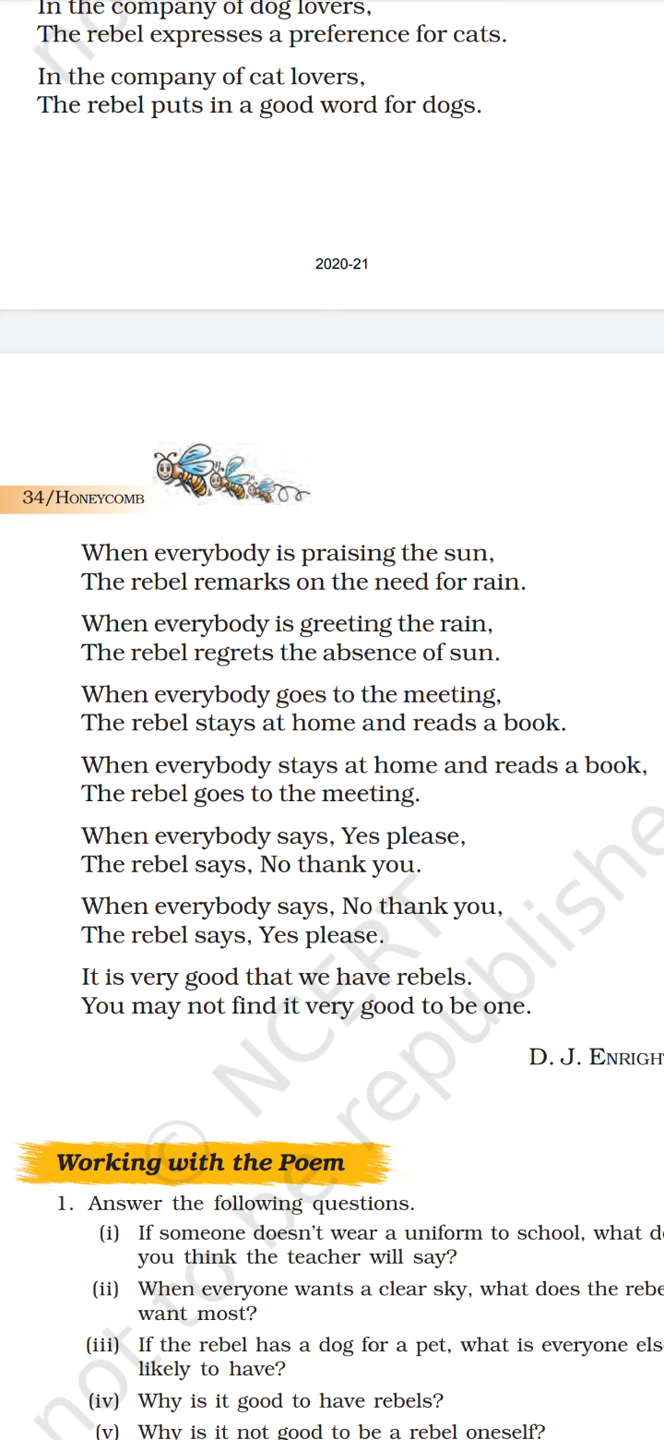 In the company of dog lovers,
The rebel expresses a preference for cats.
In the company of cat lovers,
The rebel puts in a good word for dogs.
2020-21
34/HONEYCOMB
When everybody is praising the sun,
The rebel remarks on the need for rain.
When everybody is greeting the rain,
The rebel regrets the absence of sun.
When everybody goes to the meeting,
The rebel stays at home and reads a book.
When everybody stays at home and reads a book,
The rebel goes to the meeting.
When everybody says, Yes please,
The rebel says, No thank you.
When everybody says, No thank you,
The rebel says, Yes please.
It is very good that we have rebels.
You may not find it very good to be one.
D. J. ENRIGH
Working with the Poem
1. Answer the following questions.
(i) If someone doesn't wear a uniform to school, what d
you think the teacher will say?
(ii) When everyone wants a clear sky, what does the rebe
want most?
(iii) If the rebel has a dog for a pet, what is everyone els
likely to have?
(iv) Why is it good to have rebels?
(v) Why is it not good to be a rebel oneself?
© NCERT
not to be republishe